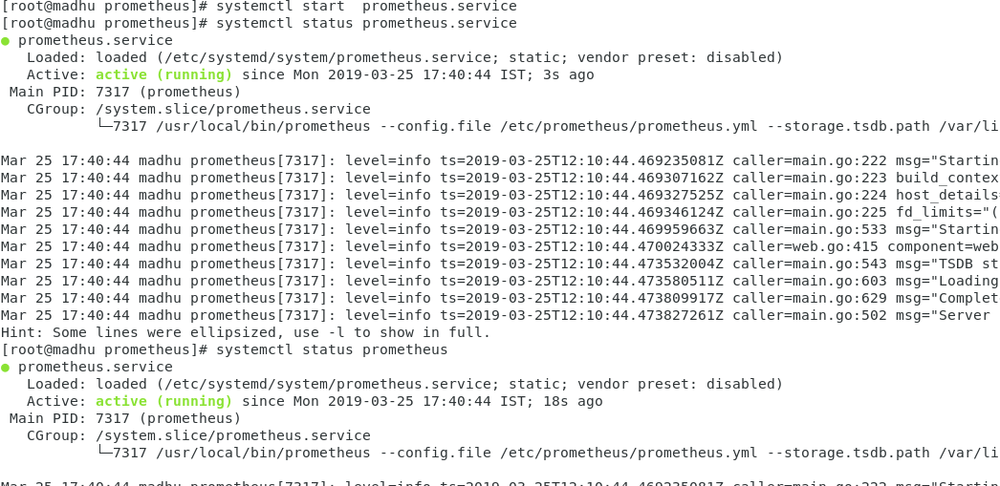 [root@madhu prometheus]# systemctl start  prometheus.service
[root@madhu prometheus]# systemctl status prometheus.service
● prometheus.service
   Loaded: loaded (/etc/systemd/system/prometheus.service; static; vendor preset: disabled)
   Active: active (running) since Mon 2019-03-25 17:40:44 IST; 3s ago
 Main PID: 7317 (prometheus)
   CGroup: /system.slice/prometheus.service
           └─7317 /usr/local/bin/prometheus --config.file /etc/prometheus/prometheus.yml --storage.tsdb.path /var/li

Mar 25 17:40:44 madhu prometheus[7317]: level=info ts=2019-03-25T12:10:44.469235081Z caller=main.go:222 msg="Startin
Mar 25 17:40:44 madhu prometheus[7317]: level=info ts=2019-03-25T12:10:44.469307162Z caller=main.go:223 build_contex
Mar 25 17:40:44 madhu prometheus[7317]: level=info ts=2019-03-25T12:10:44.469327525Z caller=main.go:224 host_details=
Mar 25 17:40:44 madhu prometheus[7317]: level=info ts=2019-03-25T12:10:44.469346124Z caller=main.go:225 fd_limits="(
Mar 25 17:40:44 madhu prometheus[7317]: level=info ts=2019-03-25T12:10:44.469959663Z caller=main.go:533 msg="Startin
Mar 25 17:40:44 madhu prometheus[7317]: level=info ts=2019-03-25T12:10:44.470024333Z caller=web.go:415 component=web
Mar 25 17:40:44 madhu prometheus[7317]: level=info ts=2019-03-25T12:10:44.473532004Z caller=main.go:543 msg="TSDB st
Mar 25 17:40:44 madhu prometheus[7317]: level=info ts=2019-03-25T12:10:44.473580511Z caller=main.go:603 msg="Loading
Mar 25 17:40:44 madhu prometheus[7317]: level=info ts=2019-03-25T12:10:44.473809917Z caller=main.go:629 msg="Complet
Mar 25 17:40:44 madhu prometheus[7317]: level=info ts=2019-03-25T12:10:44.473827261Z caller=main.go:502 msg="Server
Hint: Some lines were ellipsized, use -l to show in full.
[root@madhu prometheus]# systemctl status prometheus
● prometheus.service
   Loaded: loaded (/etc/systemd/system/prometheus.service; static; vendor preset: disabled)
   Active: active (running) since Mon 2019-03-25 17:40:44 IST; 18s ago
 Main PID: 7317 (prometheus)
   CGroup: /system.slice/prometheus.service
           └─7317 /usr/local/bin/prometheus --config.file /etc/prometheus/prometheus.yml --storage.tsdb.path /var/li